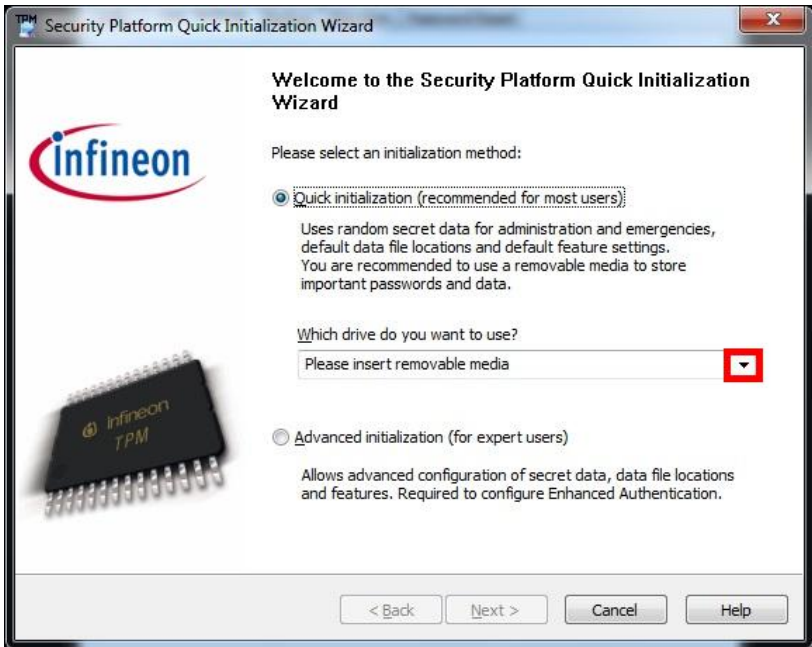 TPM
Security Platform Quick Initialization Wizard
Welcome to the Security Platform Quick Initialization
Wizard
infineon
Please select an initialization method:
Quick initialization (recommended for most users)
Uses random secret data for administration and emergencies,
default data file locations and default feature settings.
You are recommended to use a removable media to store
important passwords and data.
Which drive do you want to use?
Please insert removable media
infineon
TPM
Advanced initialization (for expert users)
Allows advanced configuration of secret data, data file locations
and features. Required to configure Enhanced Authentication.
< Back
Next >
Cancel
Help